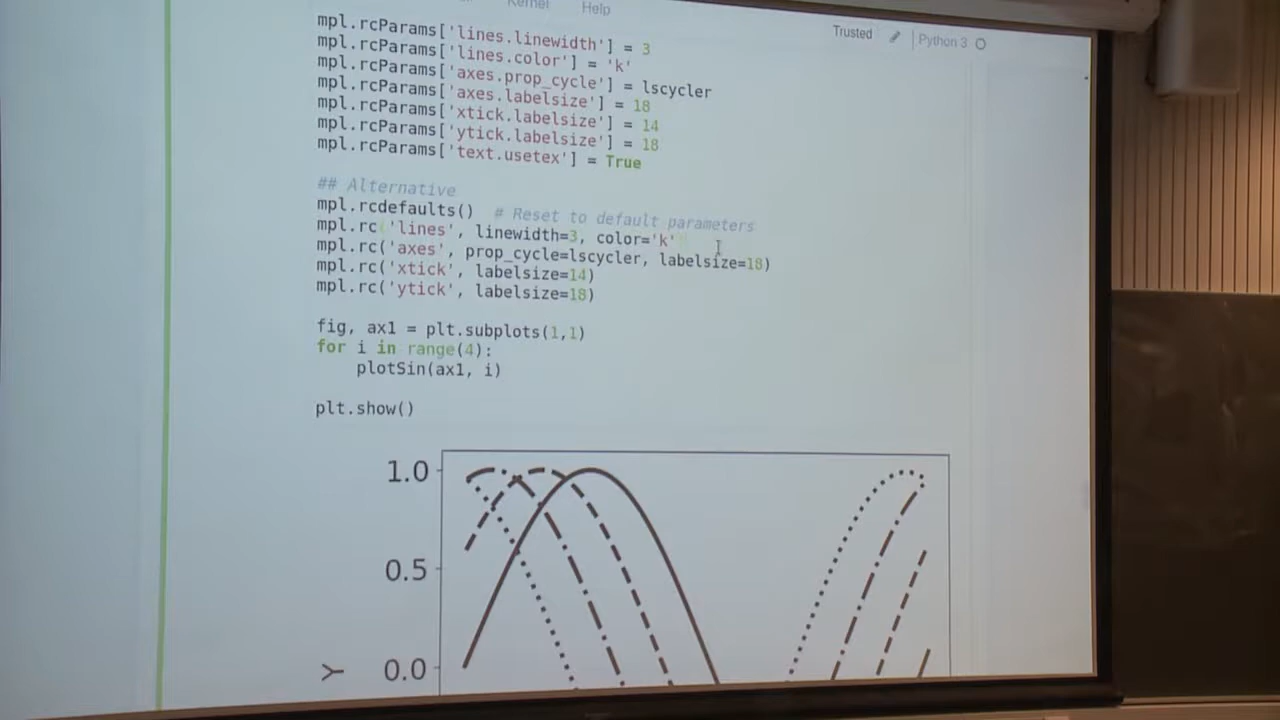 Kernel Help
Trusted Python 3
mpl.rcParams['lines.linewidth'] = 3
mpl.rcParams['lines.color'] = 'k'
mpl.rcParams['axes.prop_cycle'] = lscycler
mpl.rcParams['axes.labelsize'] = 18
mpl.rcParams['xtick.labelsize'] = 14
mpl.rcParams['ytick.labelsize'] = 18
mpl.rcParams['text.usetex'] = True
## Alternative
mpl.rcdefaults() # Reset to default parameters
mpl.rc('lines', linewidth=3, color='k')
mpl.rc('axes', prop_cycle=lscycler, labelsize=18)
mpl.rc('xtick', labelsize=14)
mpl.rc('ytick', labelsize=18)
fig, ax1 = plt.subplots(1,1)
for i in range(4):
plotSin(ax1, i)
plt.show()
1.0
0.5
0.0
Y